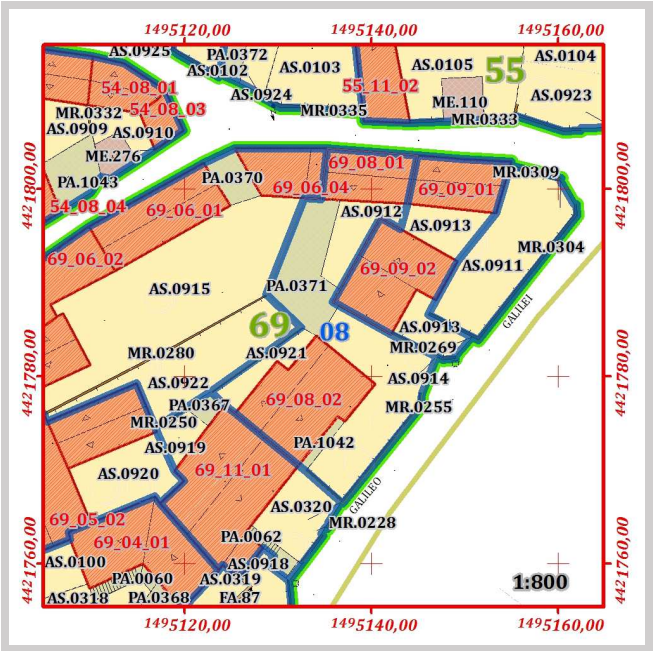 1495120,00 1495140,00 1495160,00
AS.0925 PA.0372 AS.0104
AS.0102 AS.0103 AS.0105 55
54_08_01 AS.0924 55_11_02 AS.0923
54_08_03 MR.0335 ME.110
MR.0332 MR.0333
AS.0909 AS.0910
ME.276
PA.1043 PA.0370 69_08_01 MR.0309
4421800,00 69_06_04 69_09_01 4421800,00
54_08_04 69_06_01 AS.0912
AS.0913
MR.0304
69_06_02 69_09_02 AS.0911
AS.0915 PA.0371
GALILEI
69 08 AS.0913
MR.0280 AS.0921 MR.0269
4421780,00 AS.0922 AS.0914 4421780,00
PA.0367 69_08_02 MR.0255
MR.0250
AS.0919 PA.1042
AS.0920 69_11_01
GALILEO
AS.0320
69_05_02 MR.0228
69_04_01 PA.0062
4421760,00 AS.0100 AS.0918 4421760,00
PA.0060 AS.0319 1:800
AS.0318 PA.0368 FA.87
1495120,00 1495140,00 1495160,00